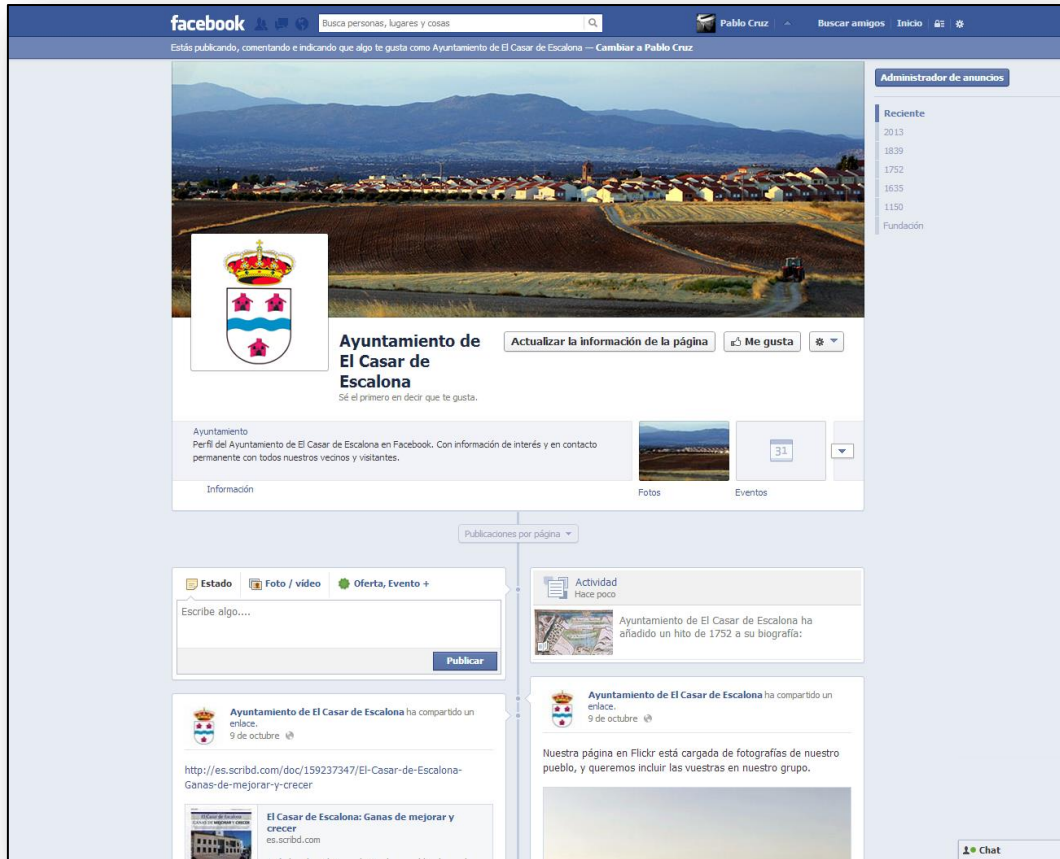 facebook
Busca personas, lugares y cosas
Pablo Cruz
Buscar amigos
Inicio
Estás publicando, comentando e indicando que algo te gusta como Ayuntamiento de El Casar de Escalona — Cambiar a Pablo Cruz
Administrador de anuncios
Reciente
2013
1839
1752
1635
1150
Fundación
Ayuntamiento de
El Casar de
Escalona
Sé el primero en decir que te gusta.
Actualizar la información de la página
Me gusta
Ayuntamiento
Perfil del Ayuntamiento de El Casar de Escalona en Facebook. Con información de interés y en contacto
permanente con todos nuestros vecinos y visitantes.
Información
31
Fotos
Eventos
Publicaciones por página
Estado
Foto / vídeo
Oferta, Evento +
Escribe algo....
Publicar
Actividad
Hace poco
Ayuntamiento de El Casar de Escalona ha
añadido un hito de 1752 a su biografía:
Ayuntamiento de El Casar de Escalona ha compartido un
enlace.
9 de octubre
http://es.scribd.com/doc/159237347/El-Casar-de-Escalona-
Ganas-de-mejorar-y-crecer
El Casar de Escalona: Ganas de mejorar y
crecer
es.scribd.com
Ayuntamiento de El Casar de Escalona ha compartido un
enlace.
9 de octubre
Nuestra página en Flickr está cargada de fotografías de nuestro
pueblo, y queremos incluir las vuestras en nuestro grupo.
Chat